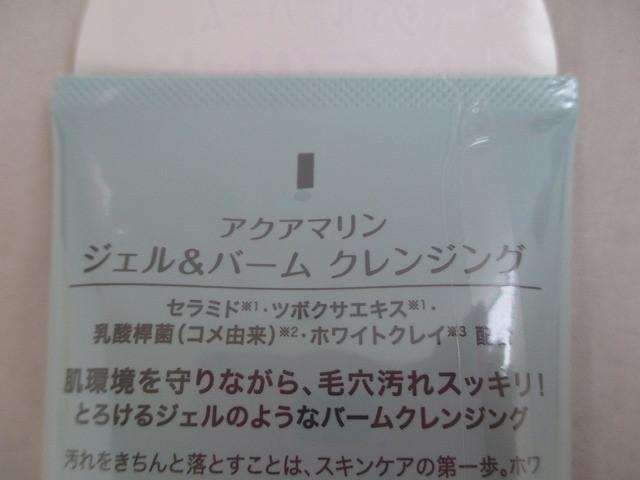 アクアマリン
ジェル&バーム クレンジング
セラミド※1・ツボクサエキス※1・
乳酸桿菌(コメ由来)※2・ホワイトクレイ※3 配合
肌環境を守りながら、毛穴汚れスッキリ!
とろけるジェルのようなバームクレンジング
汚れをきちんと落とすことは、スキンケアの第一歩。ホワ